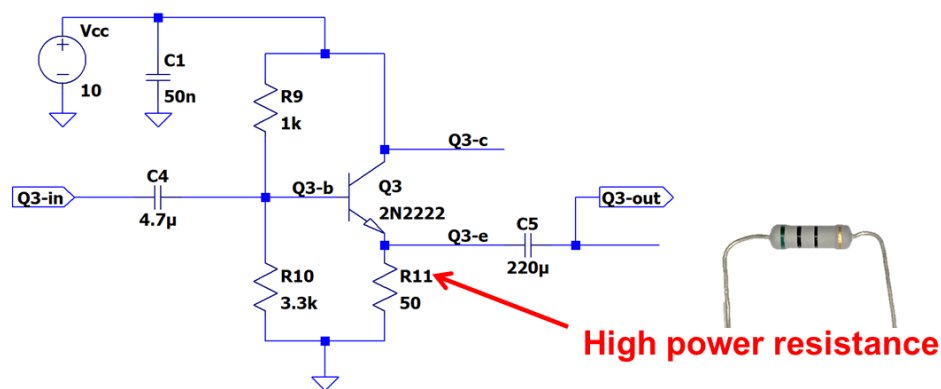 Vcc
10
C1
50n
R9
1k
Q3-c
Q3-in
C4
4.7µ
Q3-b
Q3
2N2222
Q3-e
C5
220µ
Q3-out
R10
3.3k
R11
50
High power resistance